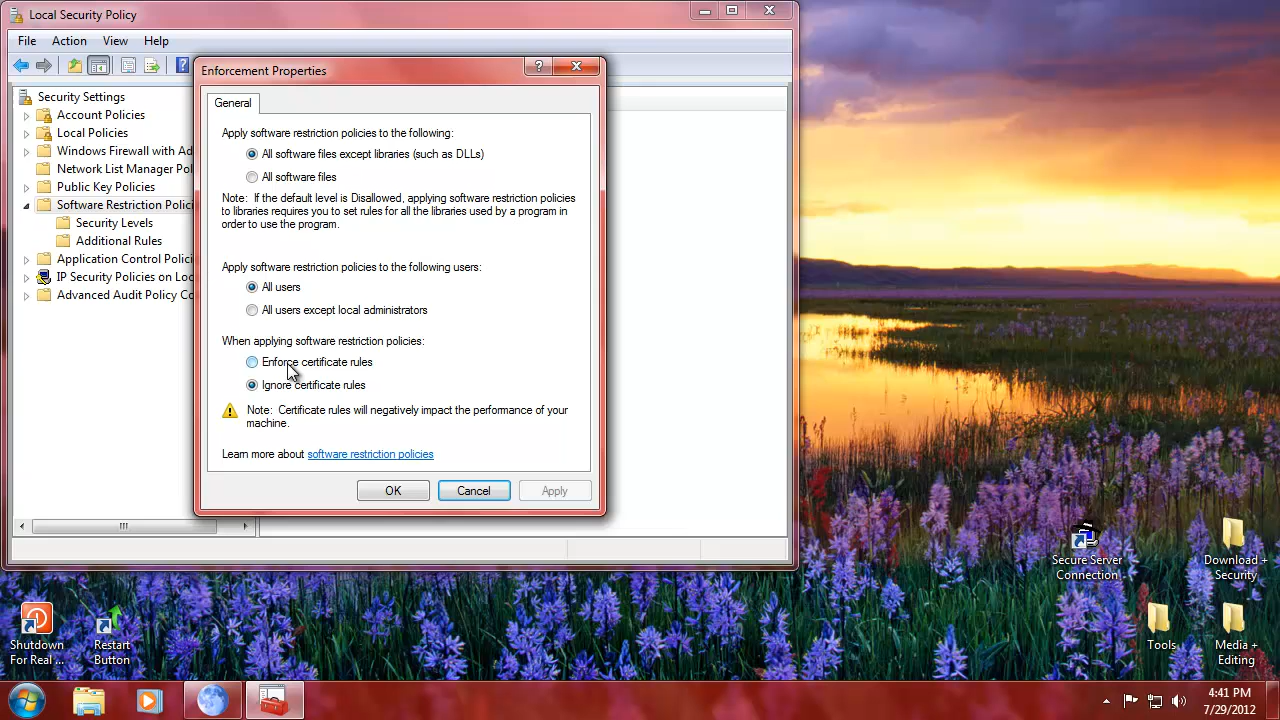 Local Security Policy
File Action View Help
Enforcement Properties
General
Security Settings
Account Policies
Local Policies
Windows Firewall with Ad
Network List Manager Pol
Public Key Policies
Software Restriction Polici
Security Levels
Additional Rules
Application Control Polici
IP Security Policies on Loc
Advanced Audit Policy Co
Apply software restriction policies to the following:
All software files except libraries (such as DLLs)
All software files
Note: If the default level is Disallowed, applying software restriction policies
to libraries requires you to set rules for all the libraries used by a program in
order to use the program.
Apply software restriction policies to the following users:
All users
All users except local administrators
When applying software restriction policies:
Enforce certificate rules
Ignore certificate rules
Note: Certificate rules will negatively impact the performance of your
machine.
Learn more about software restriction policies
OK Cancel Apply
Secure Server
Connection
Download +
Security
Shutdown
For Real ...
Restart
Button
Tools
Media +
Editing
4:41 PM
7/29/2012